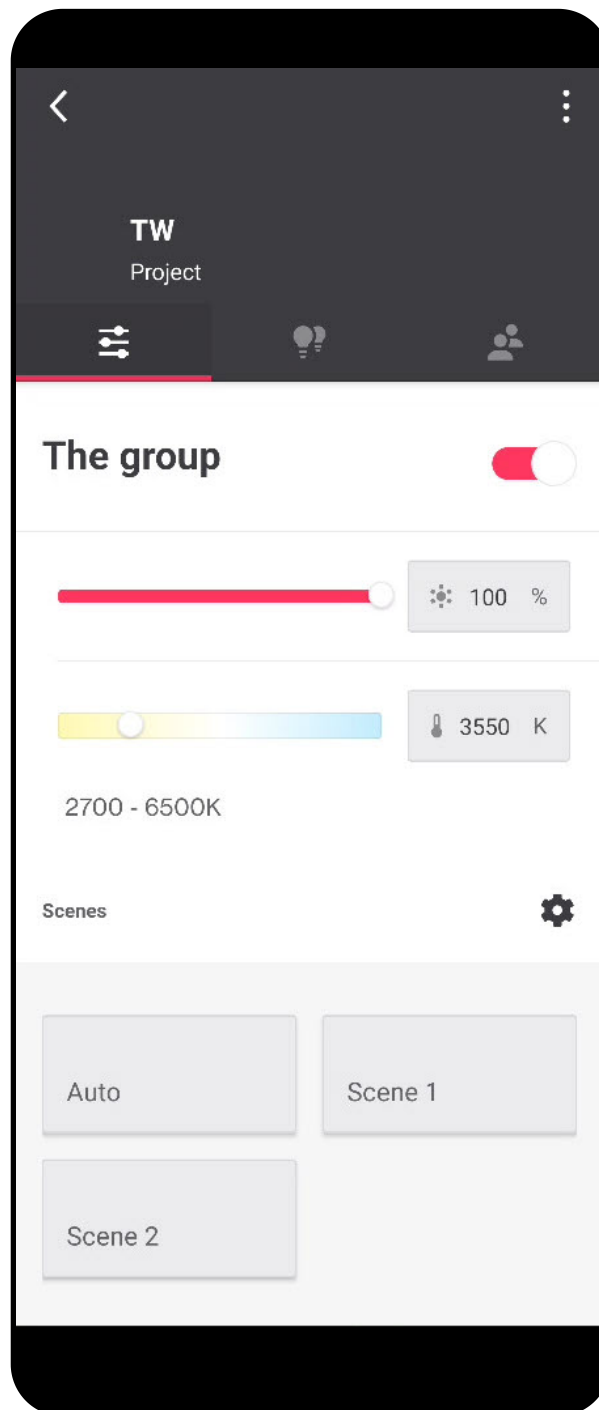 TW
Project
The group
100 %
3550 K
2700 - 6500K
Scenes
Auto
Scene 1
Scene 2